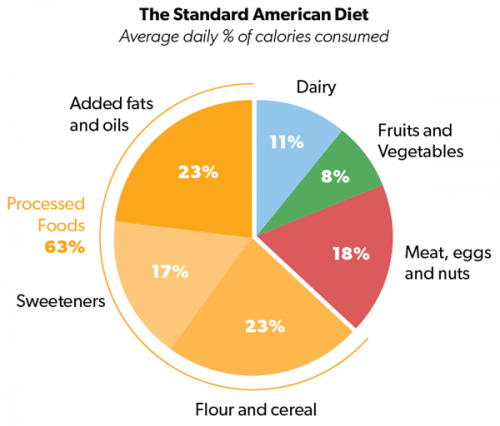 The Standard American Diet
Average daily % of calories consumed
Dairy
11%
Fruits and
Vegetables
8%
Meat, eggs
and nuts
18%
Flour and cereal
23%
Sweeteners
17%
Processed
Foods
63%
Added fats
and oils
23%